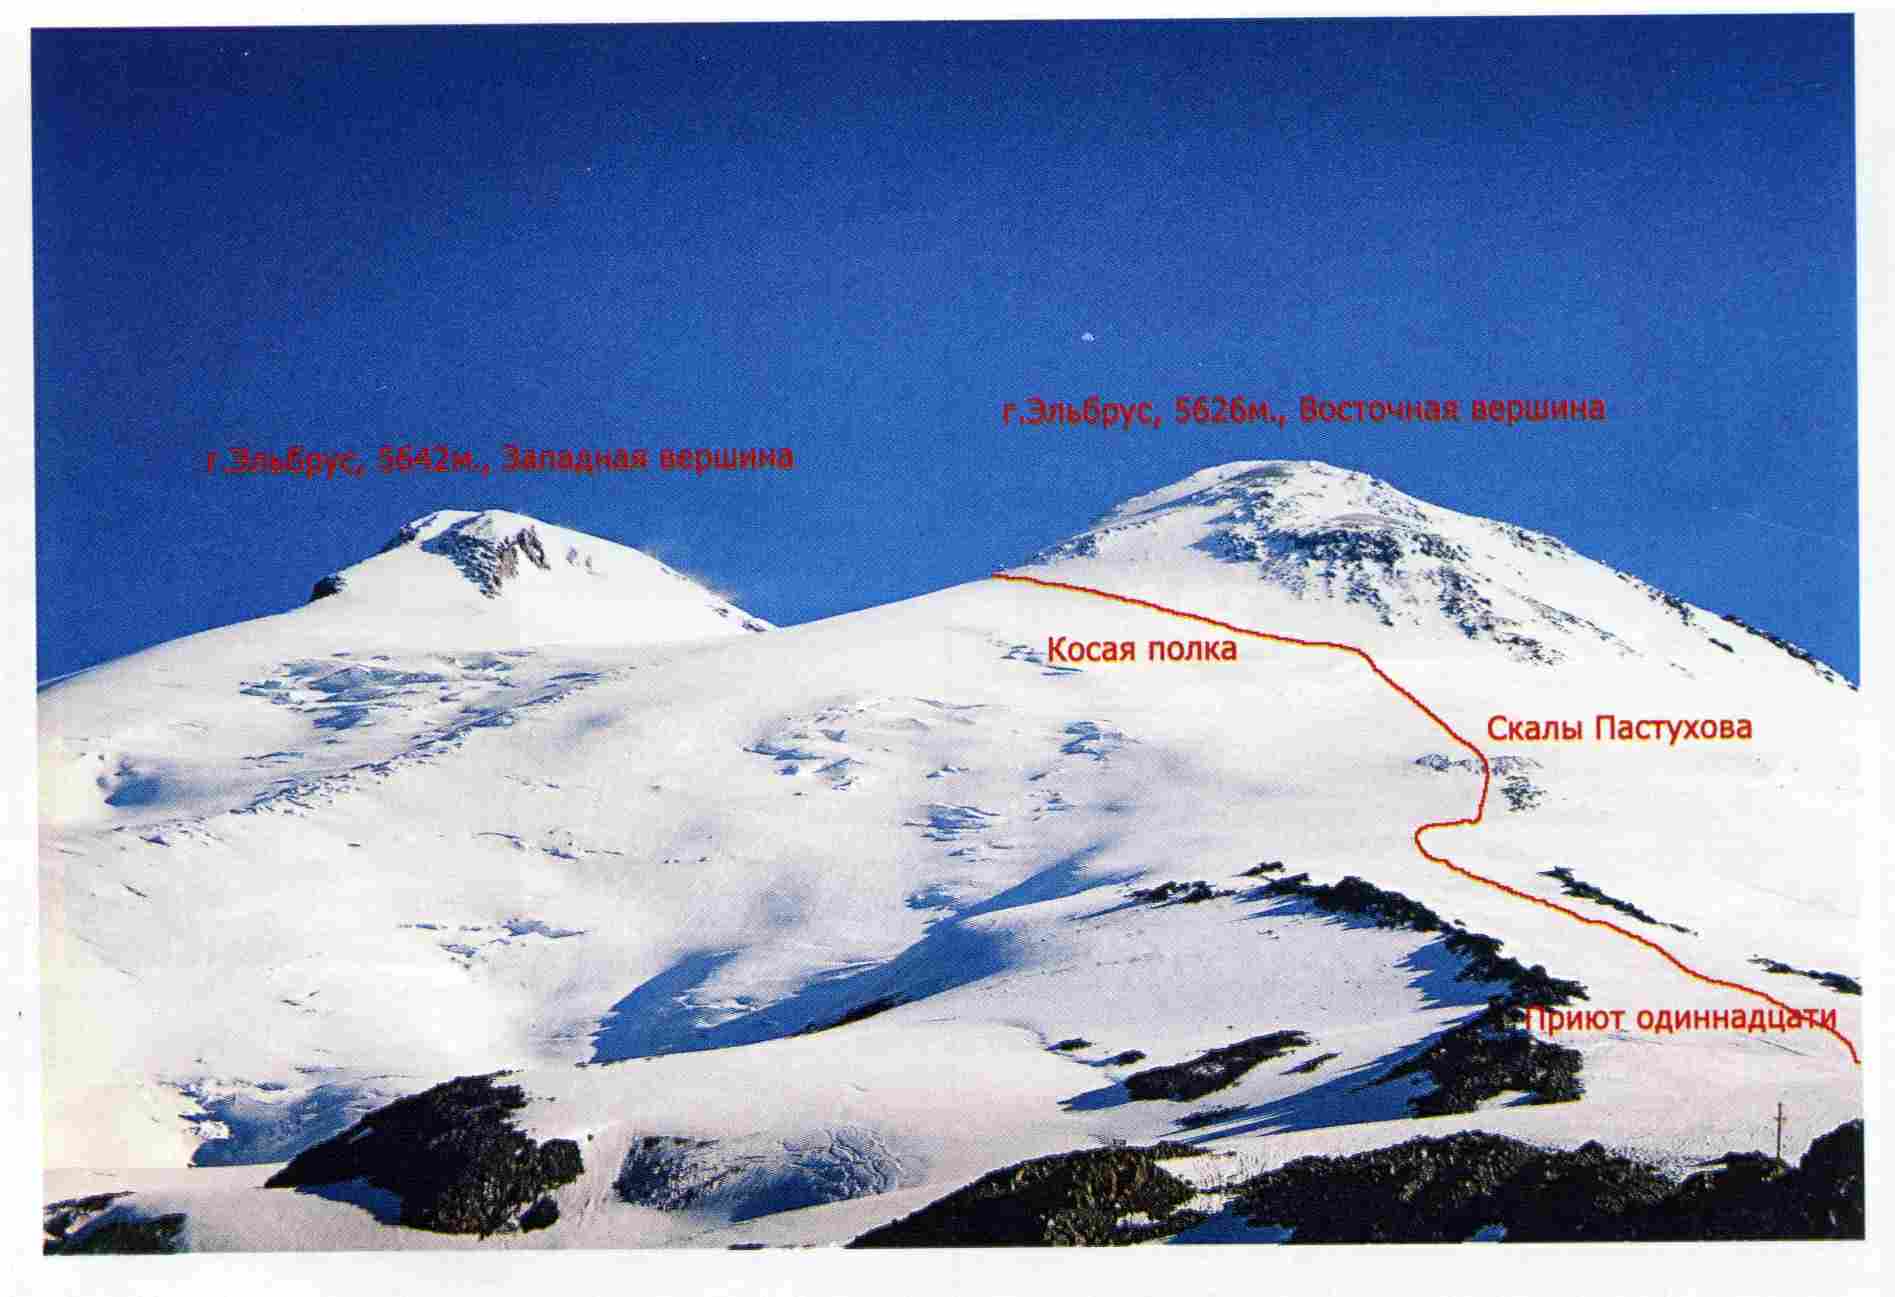 г.Эльбрус, 5626м., Восточная вершина
г.Эльбрус, 5642м., Западная вершина
Косая полка
Скалы Пастухова
Приют одиннадцати